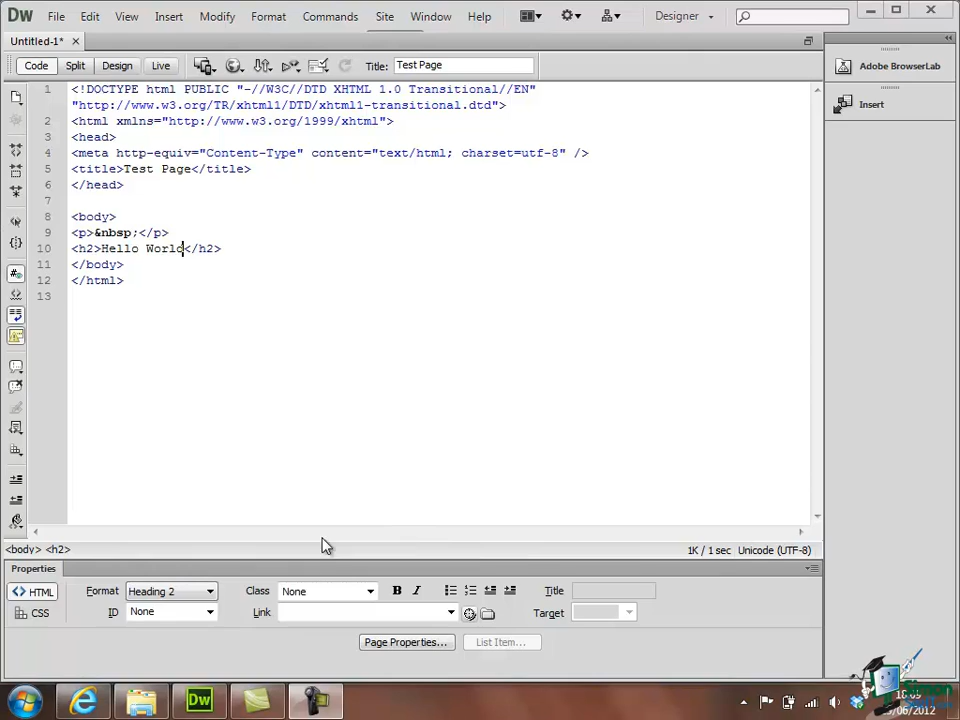 Dw File Edit View Insert Modify Format Commands Site Window Help Designer
Untitled-1*
Code Split Design Live Title: Test Page
Adobe BrowserLab
Insert
1 <!DOCTYPE html PUBLIC "-//W3C//DTD XHTML 1.0 Transitional//EN"
"http://www.w3.org/TR/xhtml1/DTD/xhtml1-transitional.dtd">
2 <html xmlns="http://www.w3.org/1999/xhtml">
3 <head>
4 <meta http-equiv="Content-Type" content="text/html; charset=utf-8" />
5 <title>Test Page</title>
6 </head>
7
8 <body>
9 <p>&nbsp;</p>
10 <h2>Hello World</h2>
11 </body>
12 </html>
13
<body> <h2> 1K / 1 sec Unicode (UTF-8)
Properties
<> HTML Format Heading 2 Class None B I Title
CSS ID None Link Target
Page Properties... List Item...
Dw
Simon